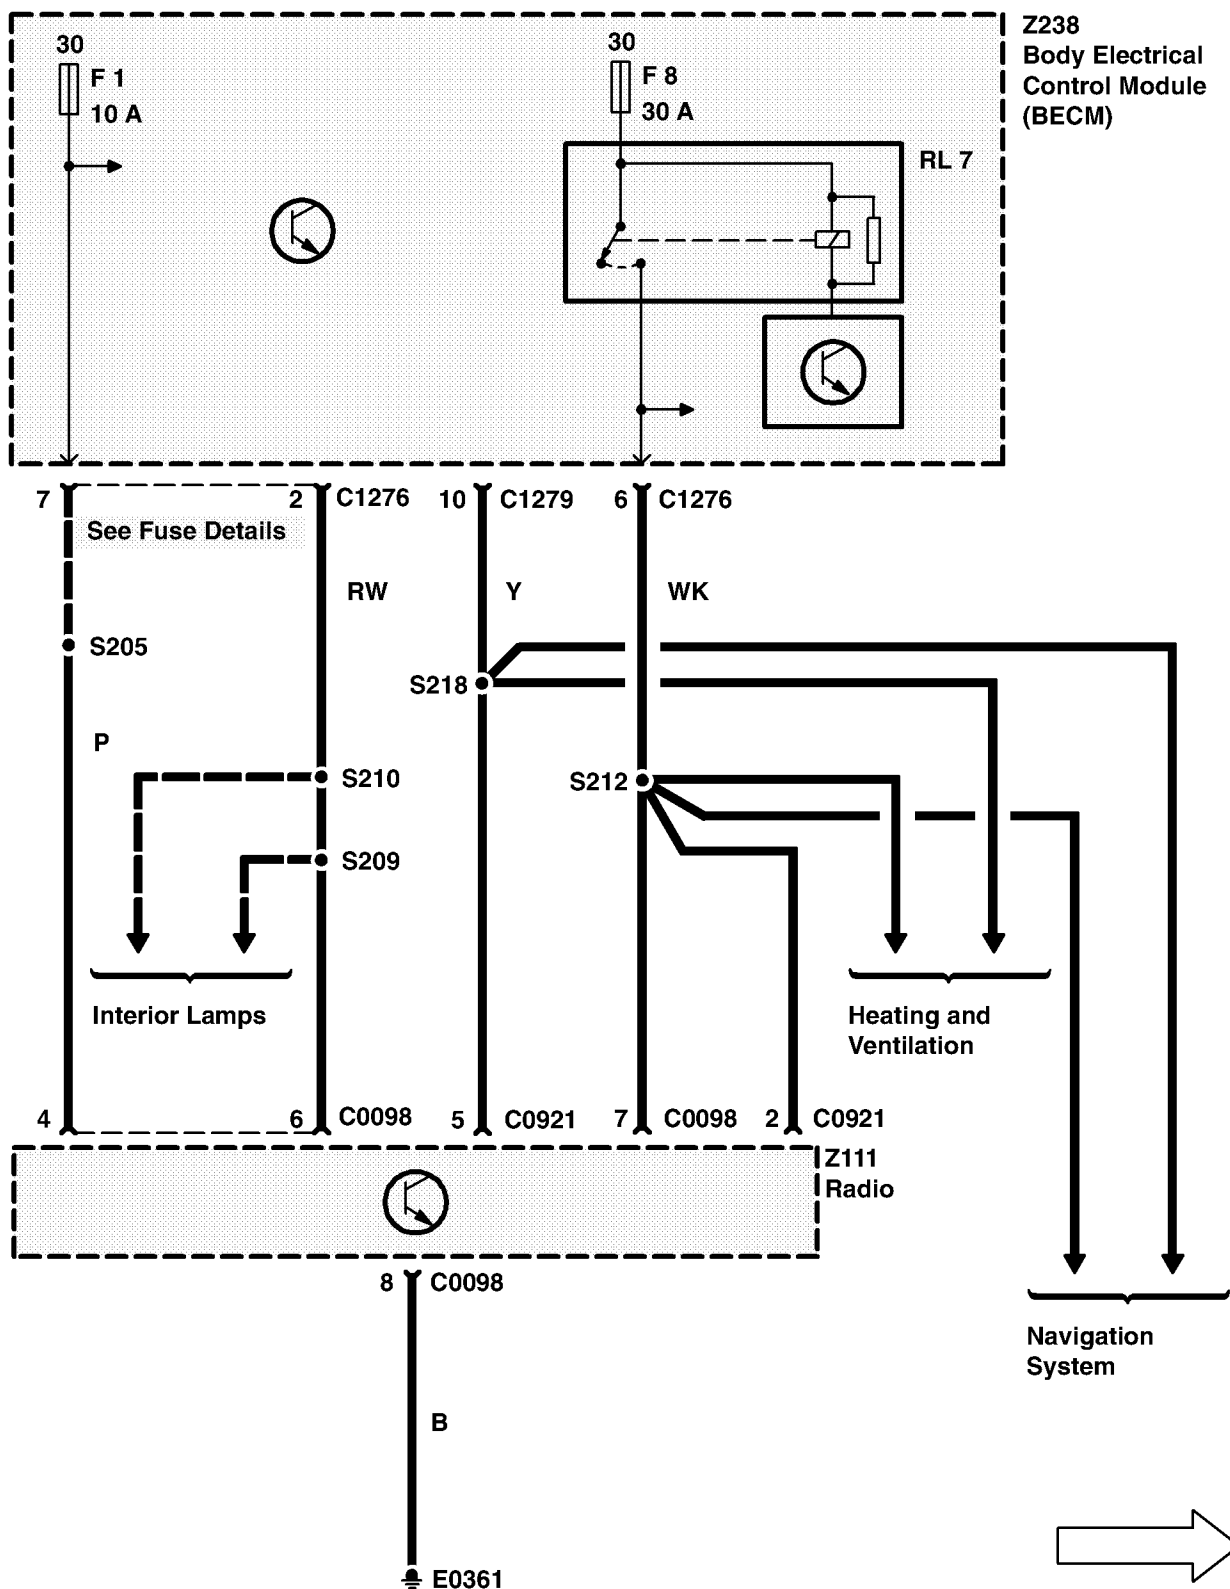 Z238
Body Electrical
Control Module
(BECM)
30
F 1
10 A
30
F 8
30 A
RL 7
7
2
C1276
10
C1279
6
C1276
See Fuse Details
RW
Y
WK
S205
S218
P
S210
S212
S209
Interior Lamps
Heating and
Ventilation
4
6
C0098
5
C0921
7
C0098
2
C0921
Z111
Radio
8
C0098
Navigation
System
B
E0361